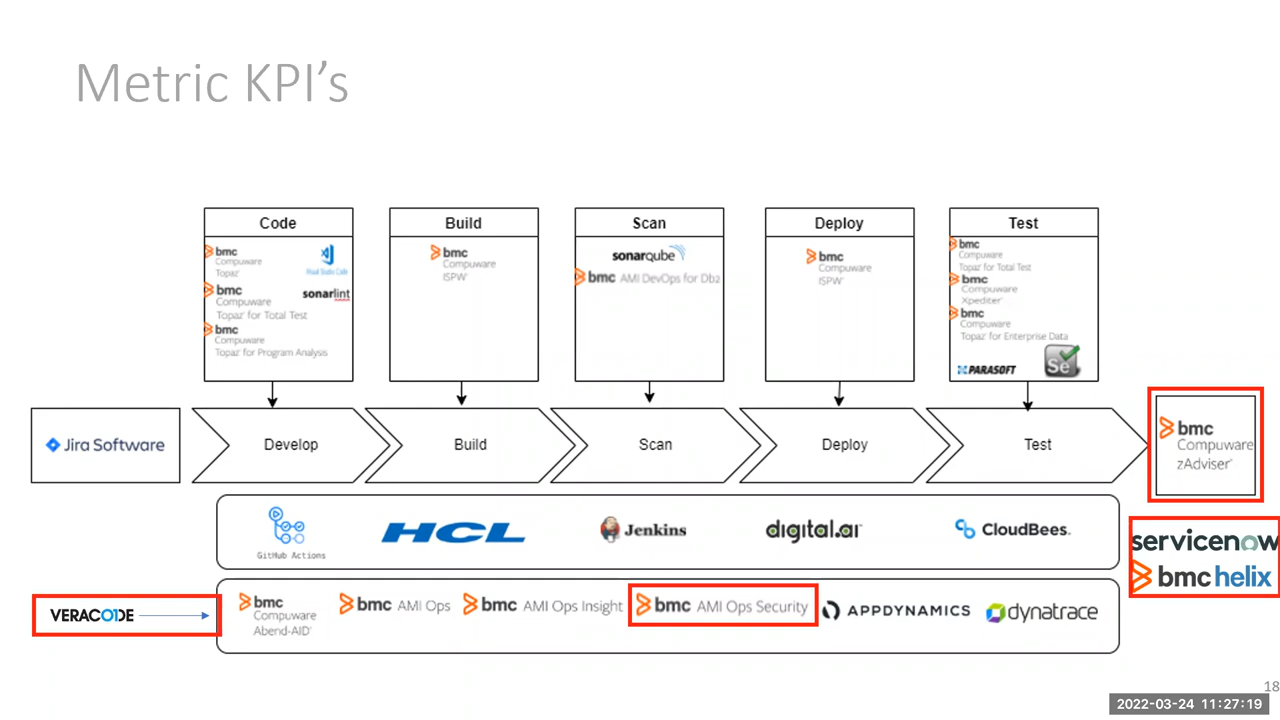 Metric KPI’s
Code
bmc
Compuware
Topaz®
Visual Studio Code
bmc
Compuware
Topaz® for Total Test
sonarlint
bmc
Compuware
Topaz® for Program Analysis
Build
bmc
Compuware
ISPW®
Scan
sonarqube
bmc AMI DevOps for Db2
Deploy
bmc
Compuware
ISPW®
Test
bmc
Compuware
Topaz® for Total Test
bmc
Compuware
Xpediter®
bmc
Compuware
Topaz® for Enterprise Data
PARASOFT
Se
Jira Software
Develop
Build
Scan
Deploy
Test
bmc
Compuware
zAdviser®
GitHub Actions
HCL
Jenkins
digital.ai
CloudBees.
servicenow
bmc helix
VERACODE
bmc
Compuware
Abend-AID®
bmc AMI Ops
bmc AMI Ops Insight
bmc AMI Ops Security
APPDYNAMICS
dynatrace
18
2022-03-24 11:27:19